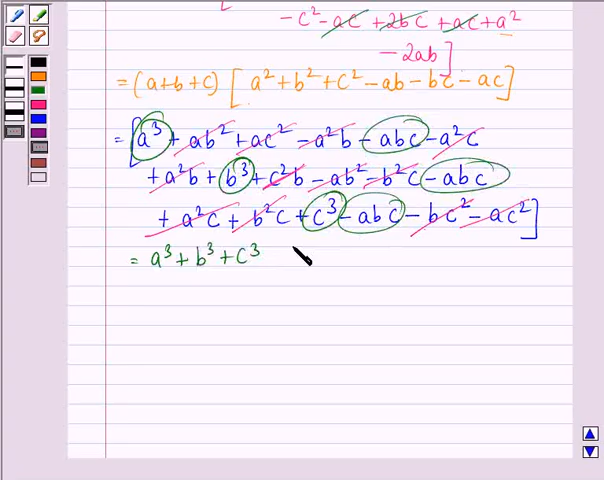 -c²-ac+2bc+ac+a²
-2ab]
=(a+b+c)[a²+b²+c²-ab-bc-ac]
=[a³+ab²+ac²-a²b-abc-a²c
+a²b+b³+c²b-ab²-b²c-abc
+a²c+b²c+c³-abc-bc²-ac²]
=a³+b³+c³